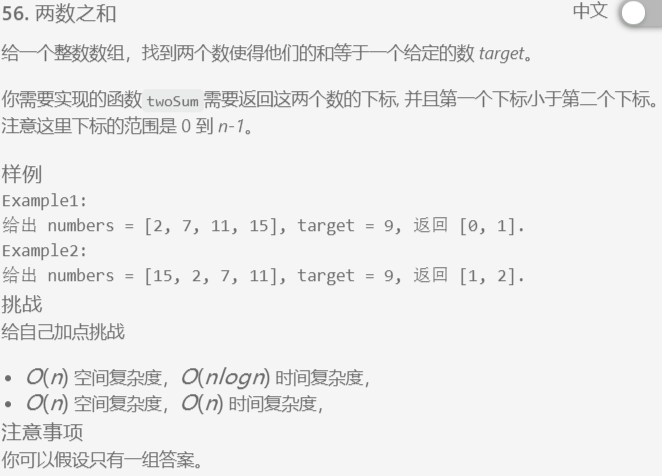 56. 两数之和
中文
给一个整数数组，找到两个数使得他们的和等于一个给定的数 target。
你需要实现的函数twoSum需要返回这两个数的下标, 并且第一个下标小于第二个下标。
注意这里下标的范围是 0 到 n-1。
样例
Example1:
给出 numbers = [2, 7, 11, 15], target = 9, 返回 [0, 1].
Example2:
给出 numbers = [15, 2, 7, 11], target = 9, 返回 [1, 2].
挑战
给自己加点挑战
• O(n) 空间复杂度，O(nlogn) 时间复杂度，
• O(n) 空间复杂度，O(n) 时间复杂度，
注意事项
你可以假设只有一组答案。